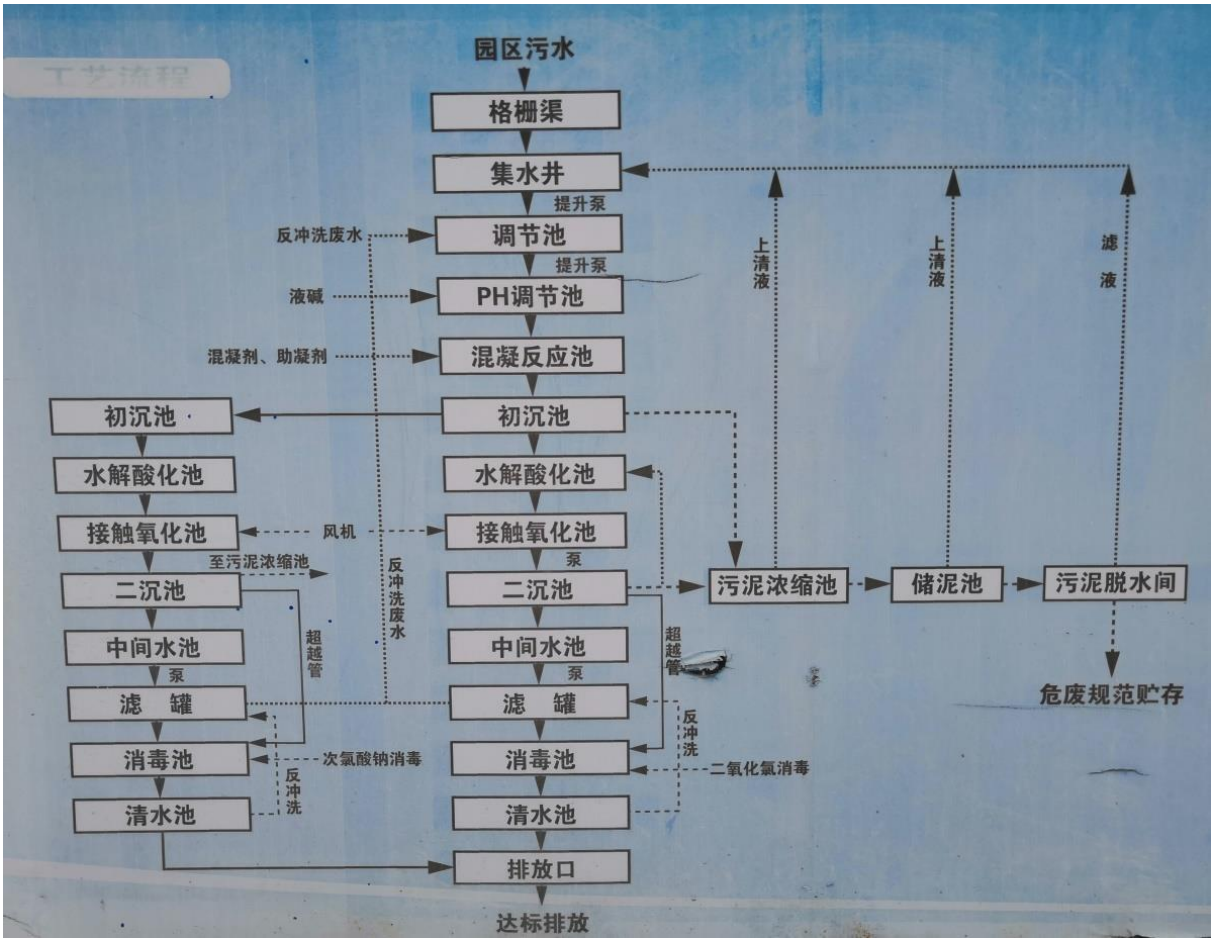 工艺流程
园区污水
格栅渠
集水井
提升泵
反冲洗废水
调节池
提升泵
上清液
上清液
滤液
液碱
PH调节池
混凝剂、助凝剂
混凝反应池
初沉池
初沉池
水解酸化池
水解酸化池
接触氧化池
风机
接触氧化池
至污泥浓缩池
泵
反冲洗废水
二沉池
二沉池
污泥浓缩池
储泥池
污泥脱水间
超越管
超越管
中间水池
中间水池
泵
泵
危废规范贮存
滤 罐
滤 罐
反冲洗
消毒池
次氯酸钠消毒
消毒池
二氧化氯消毒
反冲洗
清水池
清水池
排放口
达标排放